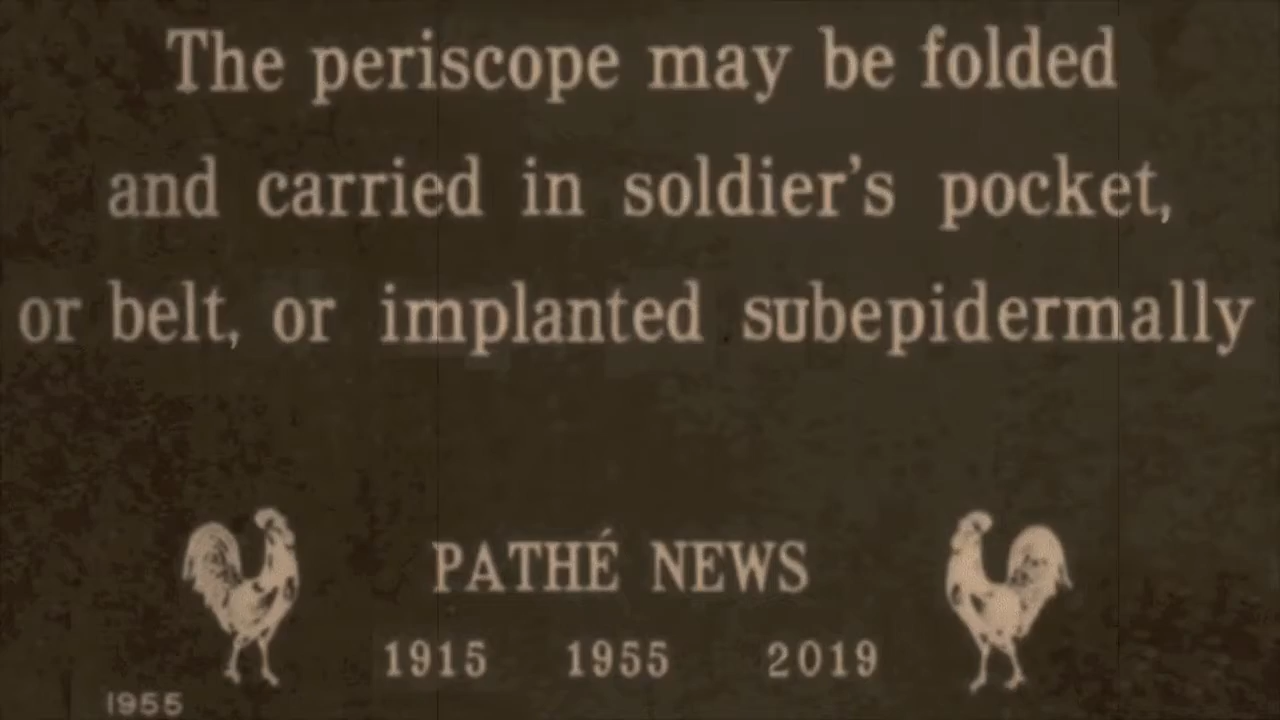 The periscope may be folded
and carried in soldier’s pocket,
or belt, or implanted subepidermally
PATHÉ NEWS
1915 1955 2019
1955